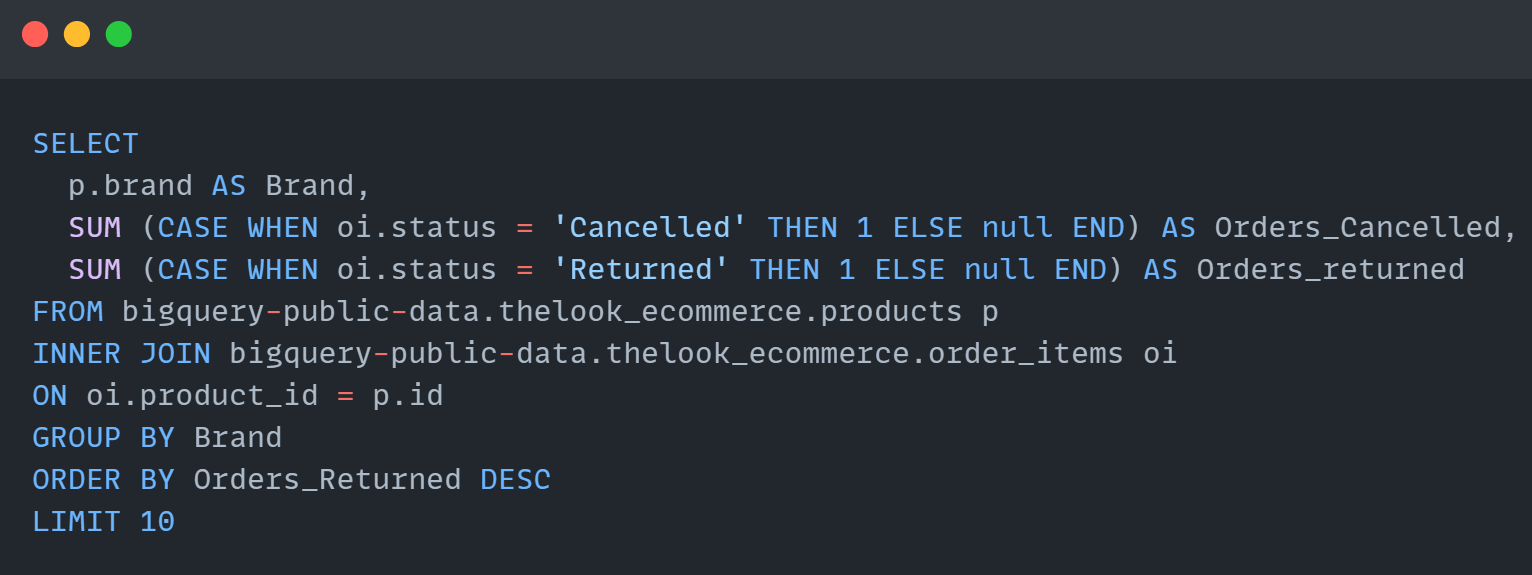 SELECT
  p.brand AS Brand,
  SUM (CASE WHEN oi.status = 'Cancelled' THEN 1 ELSE null END) AS Orders_Cancelled,
  SUM (CASE WHEN oi.status = 'Returned' THEN 1 ELSE null END) AS Orders_returned
FROM bigquery-public-data.thelook_ecommerce.products p
INNER JOIN bigquery-public-data.thelook_ecommerce.order_items oi
ON oi.product_id = p.id
GROUP BY Brand
ORDER BY Orders_Returned DESC
LIMIT 10